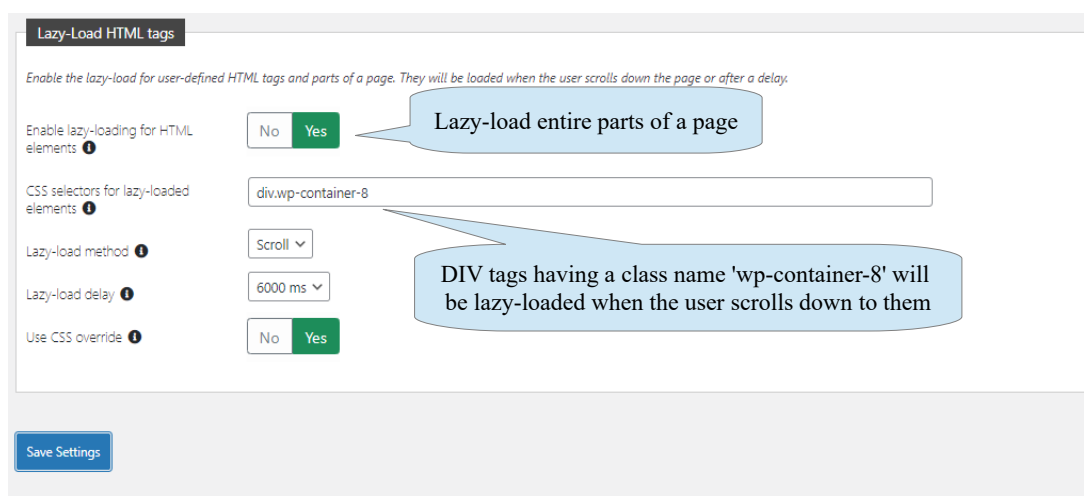 Lazy-Load HTML tags
Enable the lazy-load for user-defined HTML tags and parts of a page. They will be loaded when the user scrolls down the page or after a delay.
Enable lazy-loading for HTML
elements
No Yes
Lazy-load entire parts of a page
CSS selectors for lazy-loaded
elements
div.wp-container-8
Lazy-load method
Scroll
DIV tags having a class name 'wp-container-8' will
be lazy-loaded when the user scrolls down to them
Lazy-load delay
6000 ms
Use CSS override
No Yes
Save Settings